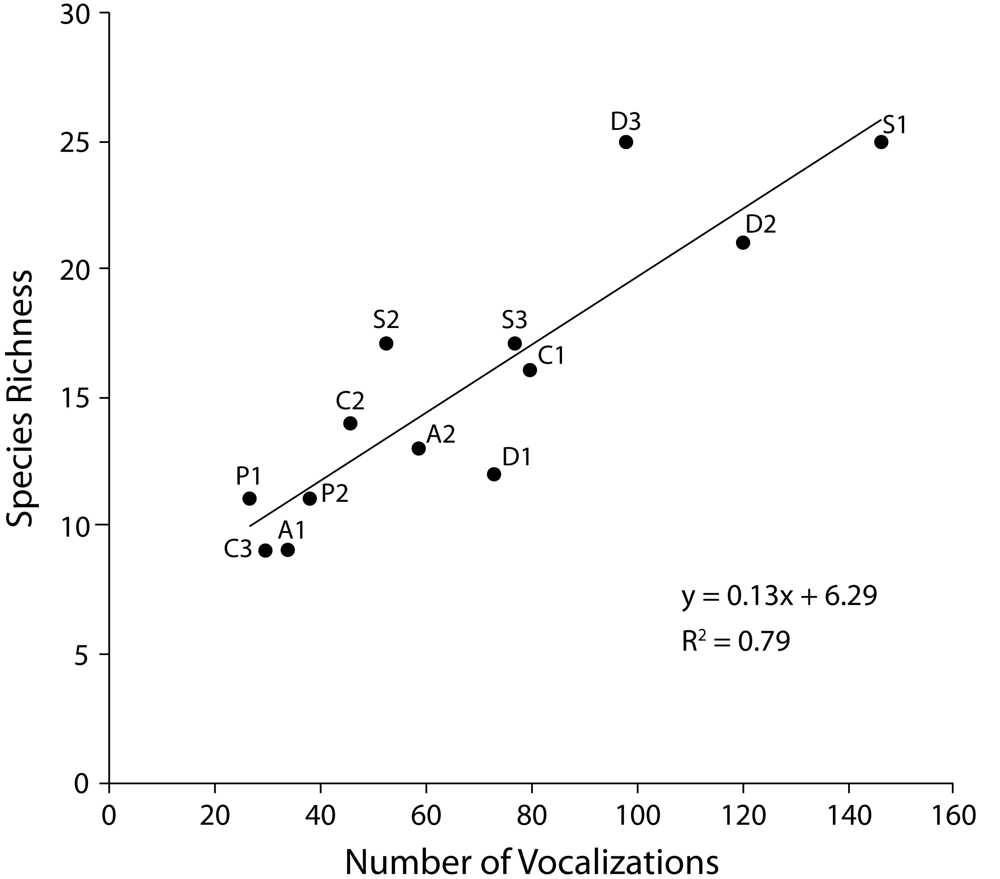 30
25
20
15
10
5
0
Species Richness
D3
S1
D2
S2
S3
C1
C2
A2
D1
P1
P2
A1
C3
y = 0.13x + 6.29
R² = 0.79
0 20 40 60 80 100 120 140 160
Number of Vocalizations